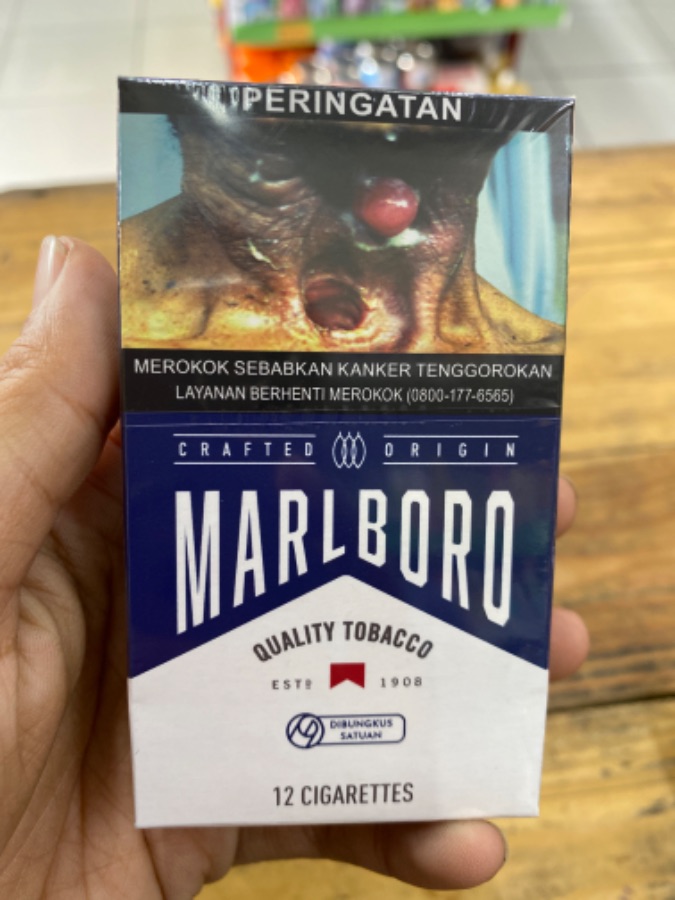 PERINGATAN
MEROKOK SEBABKAN KANKER TENGGOROKAN
LAYANAN BERHENTI MEROKOK (0800-177-6565)
CRAFTED ORIGIN
MARLBORO
QUALITY TOBACCO
ESTD 1908
DIBUNGKUS
SATUAN
12 CIGARETTES